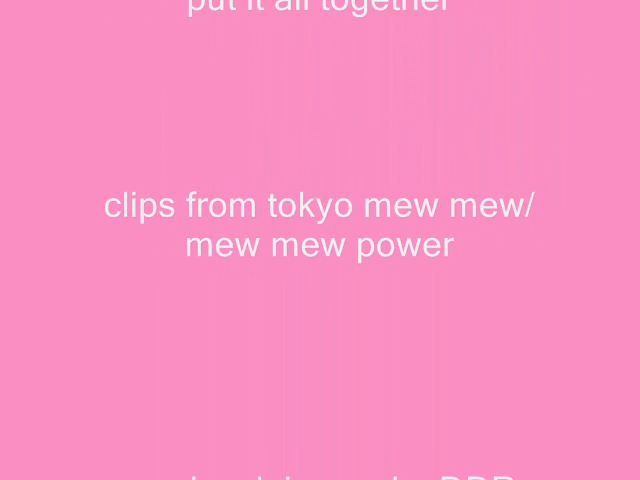 put it all together
clips from tokyo mew mew/
mew mew power